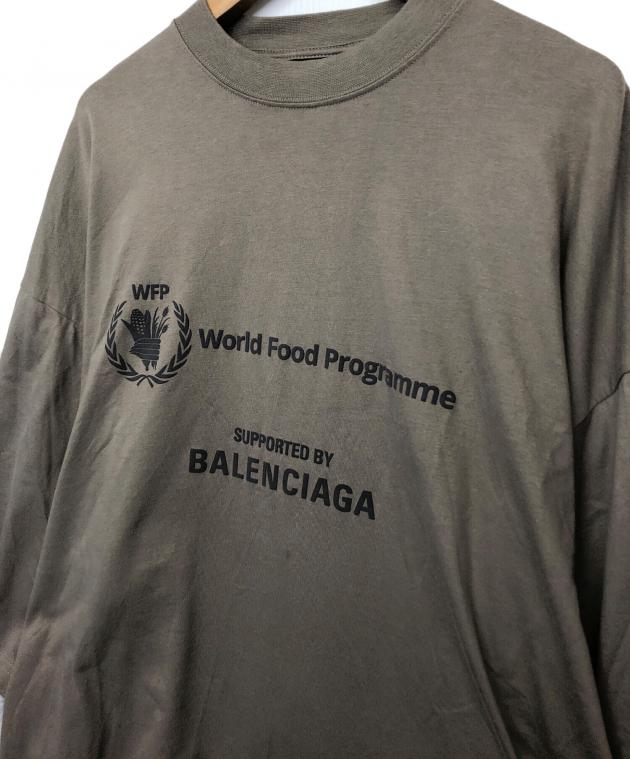 WFP
World Food Programme
SUPPORTED BY
BALENCIAGA